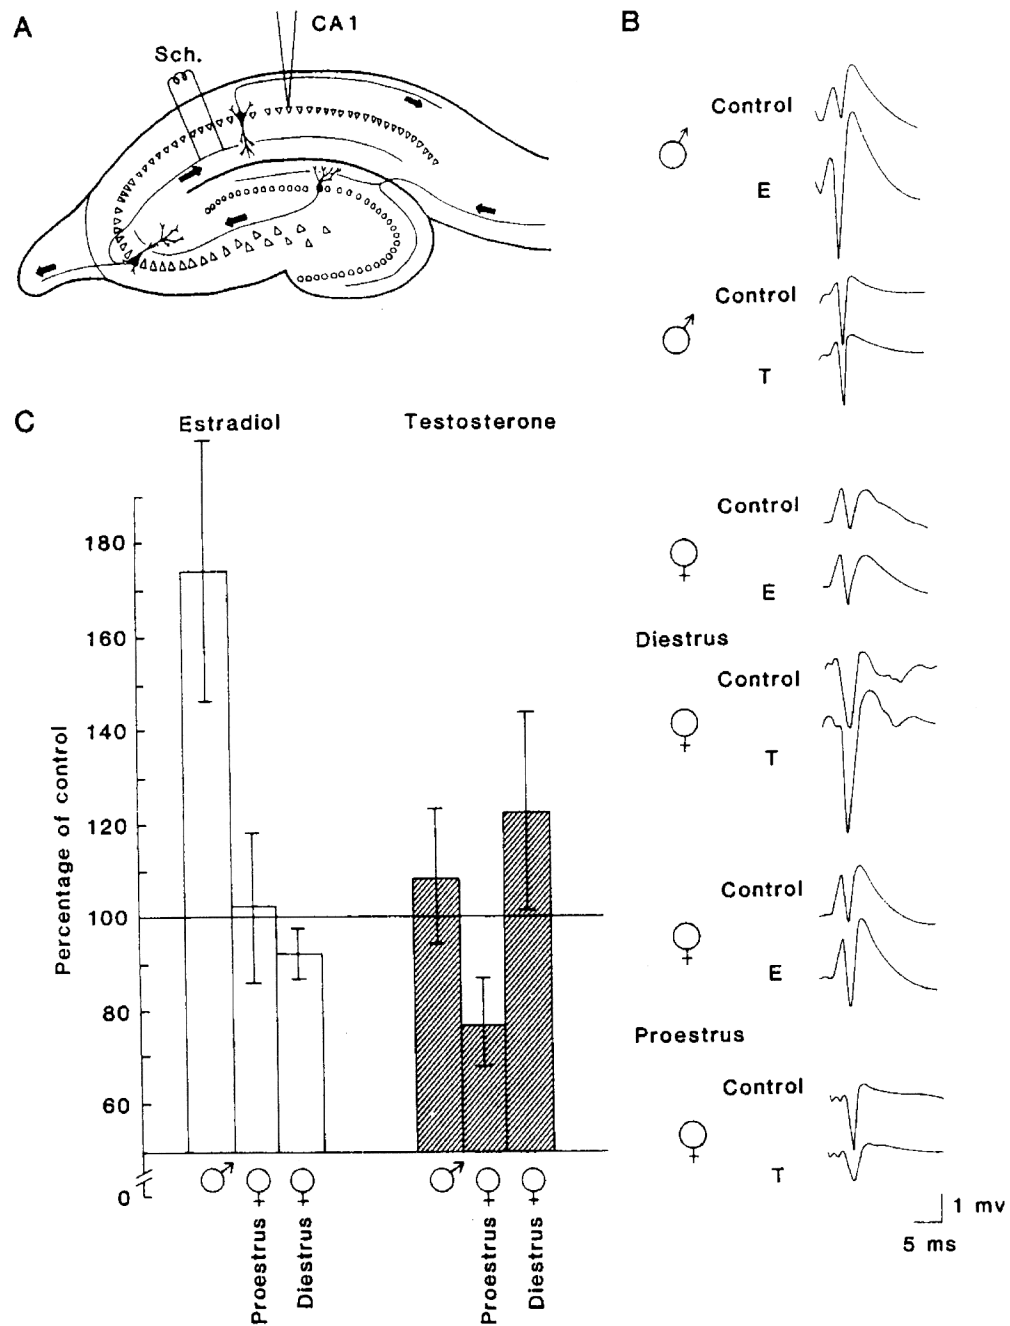 A
CA1
Sch.
B
♂
Control
E
♂
Control
T
♀
Control
E
Diestrus
♀
Control
T
♀
Control
E
Proestrus
♀
Control
T
1 mv
5 ms
C
Estradiol
Testosterone
Percentage of control
180
160
140
120
100
80
60
0
♂
♀
♀
♂
♀
♀
Proestrus
Diestrus
Proestrus
Diestrus